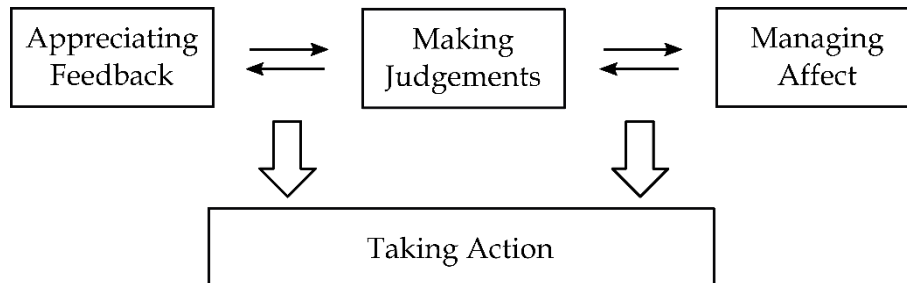 Appreciating
Feedback
Making
Judgements
Managing
Affect
Taking Action